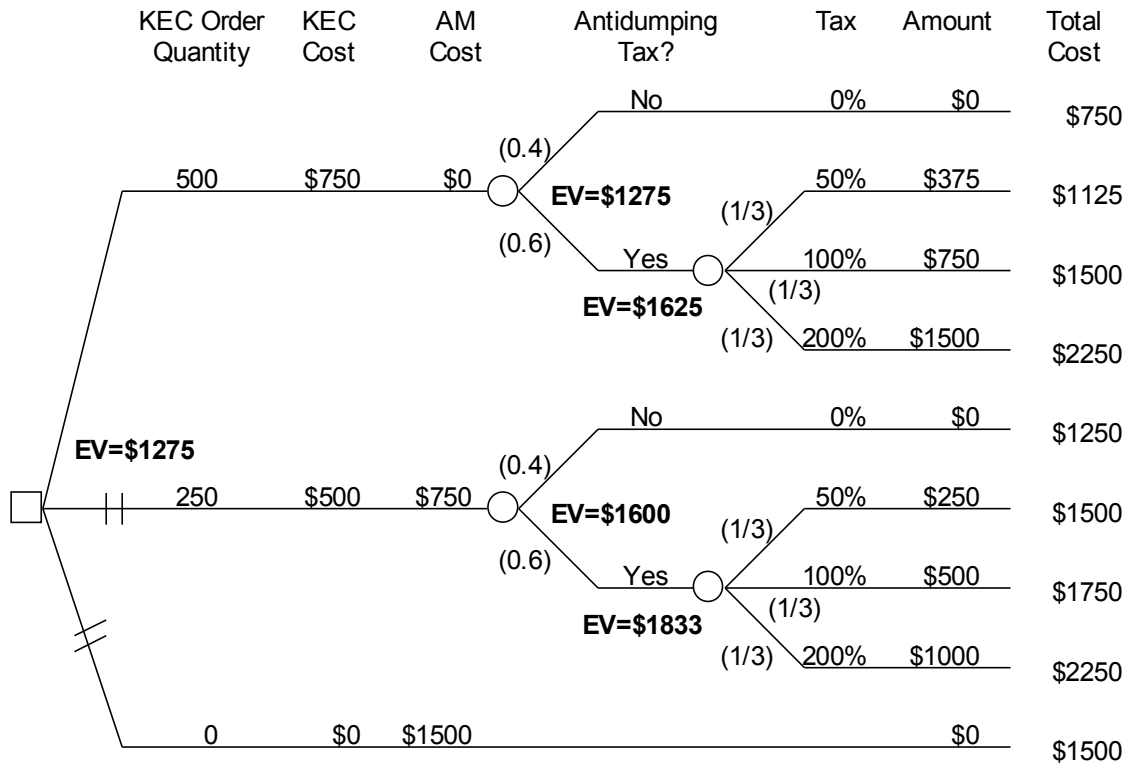 KEC Order Quantity KEC Cost AM Cost Antidumping Tax? Tax Amount Total Cost
No 0% $0 $750
(0.4)
500 $750 $0 EV=$1275 50% $375 $1125
(1/3)
(0.6)
Yes 100% $750 $1500
(1/3)
EV=$1625
(1/3) 200% $1500 $2250
No 0% $0 $1250
EV=$1275
(0.4)
250 $500 $750 EV=$1600 50% $250 $1500
(1/3)
(0.6)
Yes 100% $500 $1750
(1/3)
EV=$1833
(1/3) 200% $1000 $2250
0 $0 $1500 $0 $1500